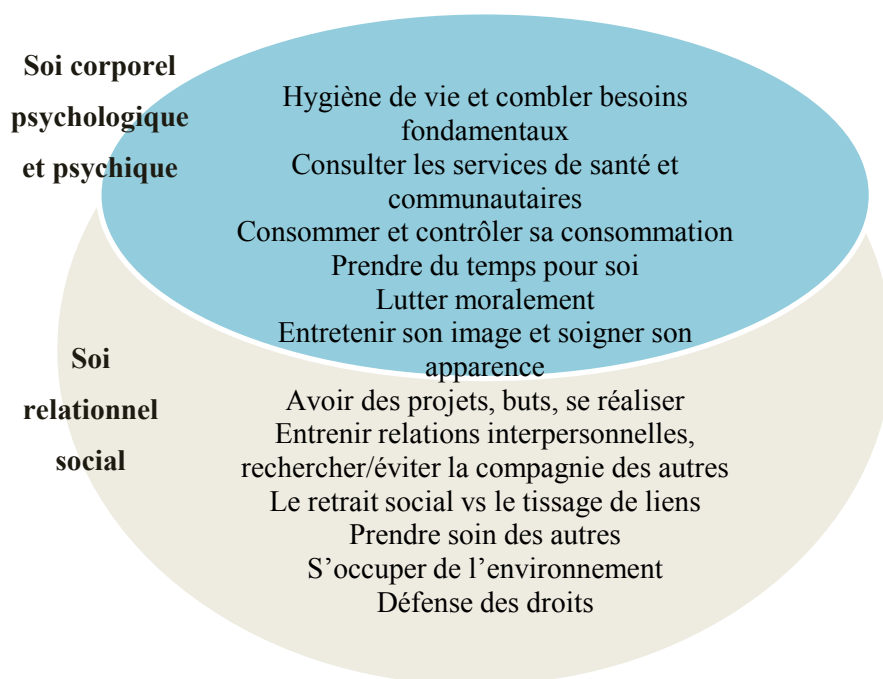 Soi corporel
psychologique
et psychique
Hygiène de vie et combler besoins
fondamentaux
Consulter les services de santé et
communautaires
Consommer et contrôler sa consommation
Prendre du temps pour soi
Lutter moralement
Entretenir son image et soigner son
apparence
Soi
relationnel
social
Avoir des projets, buts, se réaliser
Entrenir relations interpersonnelles,
rechercher/éviter la compagnie des autres
Le retrait social vs le tissage de liens
Prendre soin des autres
S’occuper de l’environnement
Défense des droits